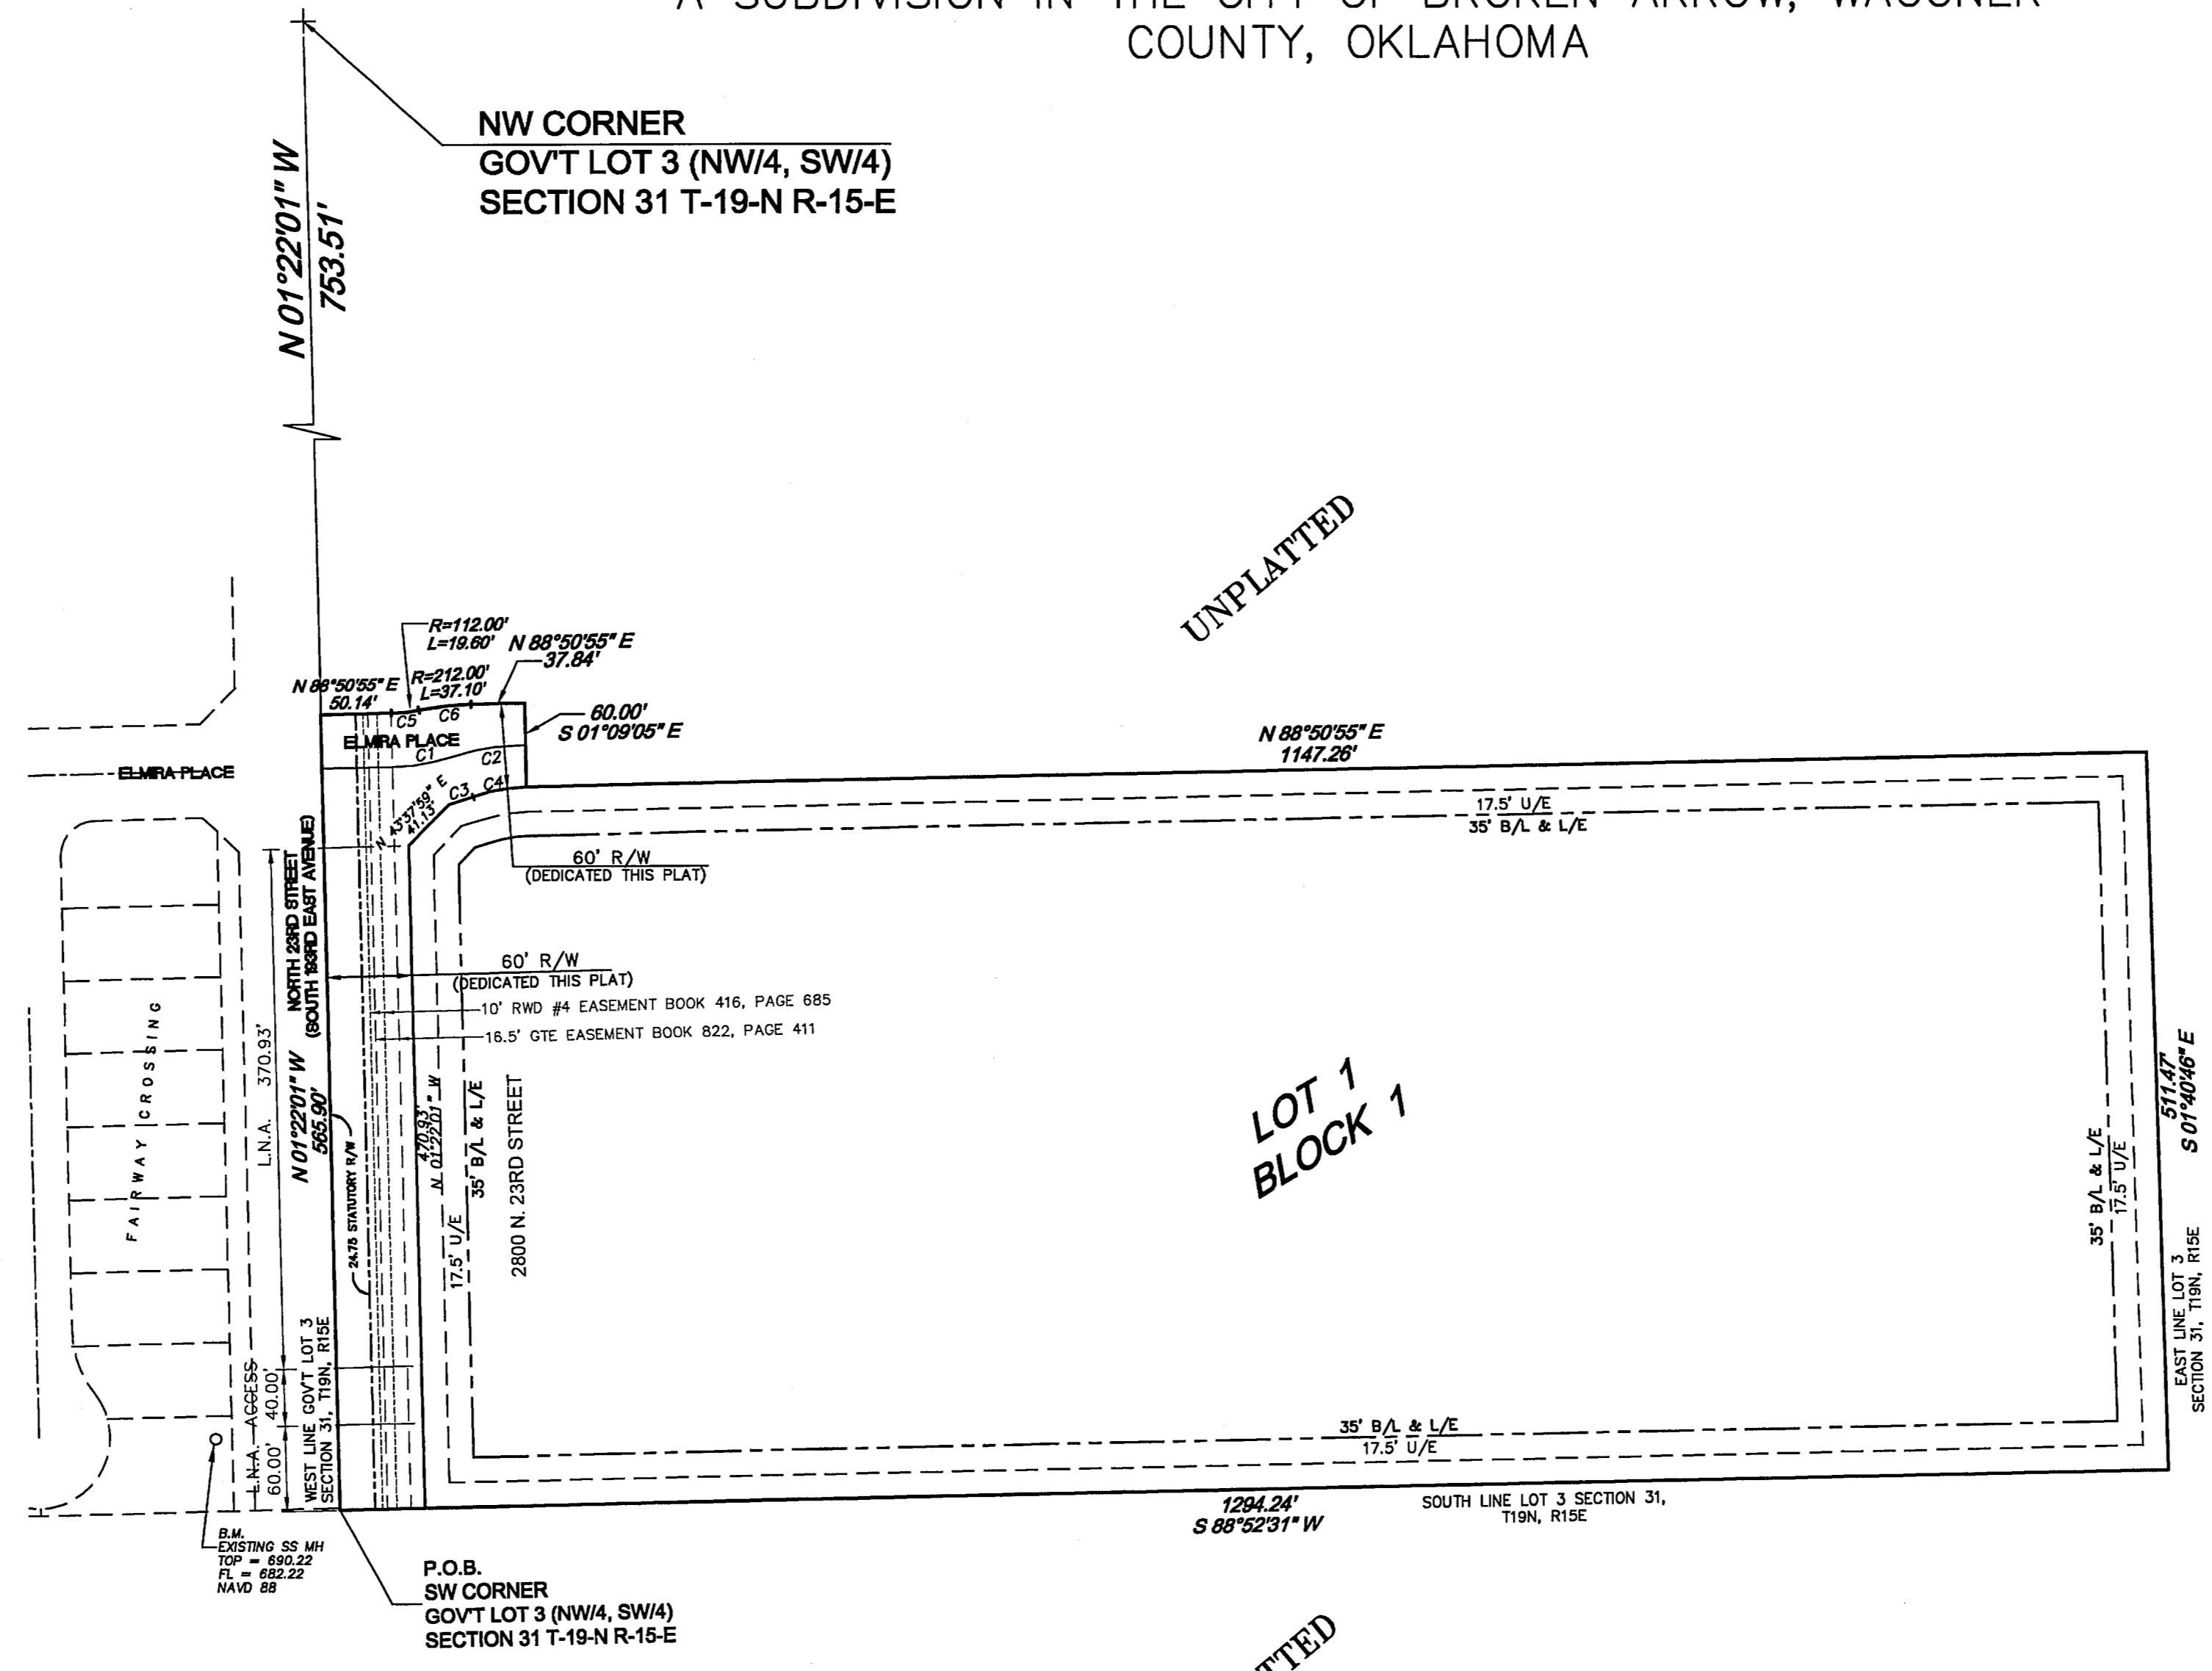 A SUBDIVISION IN THE CITY OF BROKEN ARROW, WAGONER
COUNTY, OKLAHOMA
NW CORNER
GOV'T LOT 3 (NW/4, SW/4)
SECTION 31 T-19-N R-15-E
N 01°22'01" W
753.51'
UNPLATTED
R=112.00'
L=19.60'
N 88°50'55" E
37.84'
N 88°50'55" E
50.14'
R=212.00'
L=37.10'
C5
C6
60.00'
S 01°09'05" E
ELMIRA PLACE
C1
C2
ELMIRA PLACE
N 43°37'59" E
41.13'
C3
C4
N 88°50'55" E
1147.26'
17.5' U/E
35' B/L & L/E
60' R/W
(DEDICATED THIS PLAT)
NORTH 23RD STREET
(SOUTH 193RD EAST AVENUE)
60' R/W
(DEDICATED THIS PLAT)
10' RWD #4 EASEMENT BOOK 416, PAGE 685
16.5' GTE EASEMENT BOOK 822, PAGE 411
FAIRWAY CROSSING
L.N.A. 370.93'
N 01°22'01" W
565.90'
24.75 STATUTORY R/W
470.93'
N 01°22'01" W
17.5' U/E
35' B/L & L/E
2800 N. 23RD STREET
LOT 1
BLOCK 1
35' B/L & L/E
17.5' U/E
511.47'
S 01°40'46" E
EAST LINE LOT 3
SECTION 31, T19N, R15E
L.N.A. ACCESS
60.00' 40.00'
WEST LINE GOV'T LOT 3
SECTION 31, T19N, R15E
35' B/L & L/E
17.5' U/E
1294.24'
S 88°52'31" W
SOUTH LINE LOT 3 SECTION 31,
T19N, R15E
B.M.
EXISTING SS MH
TOP = 690.22
FL = 682.22
NAVD 88
P.O.B.
SW CORNER
GOV'T LOT 3 (NW/4, SW/4)
SECTION 31 T-19-N R-15-E